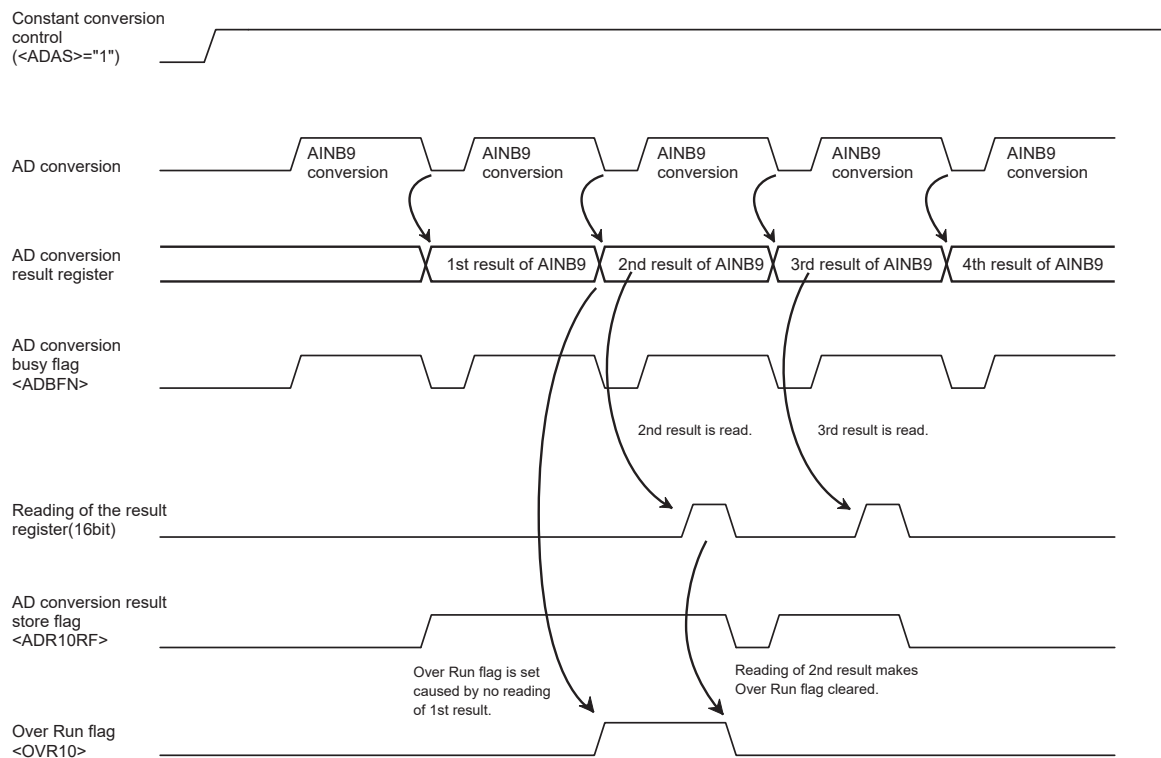 Constant conversion
control
(<ADAS>="1")
AD conversion
AINB9
conversion
AINB9
conversion
AINB9
conversion
AINB9
conversion
AINB9
conversion
AD conversion
result register
1st result of AINB9
2nd result of AINB9
3rd result of AINB9
4th result of AINB9
AD conversion
busy flag
<ADBFN>
2nd result is read.
3rd result is read.
Reading of the result
register(16bit)
AD conversion result
store flag
<ADR10RF>
Over Run flag is set
caused by no reading
of 1st result.
Reading of 2nd result makes
Over Run flag cleared.
Over Run flag
<OVR10>